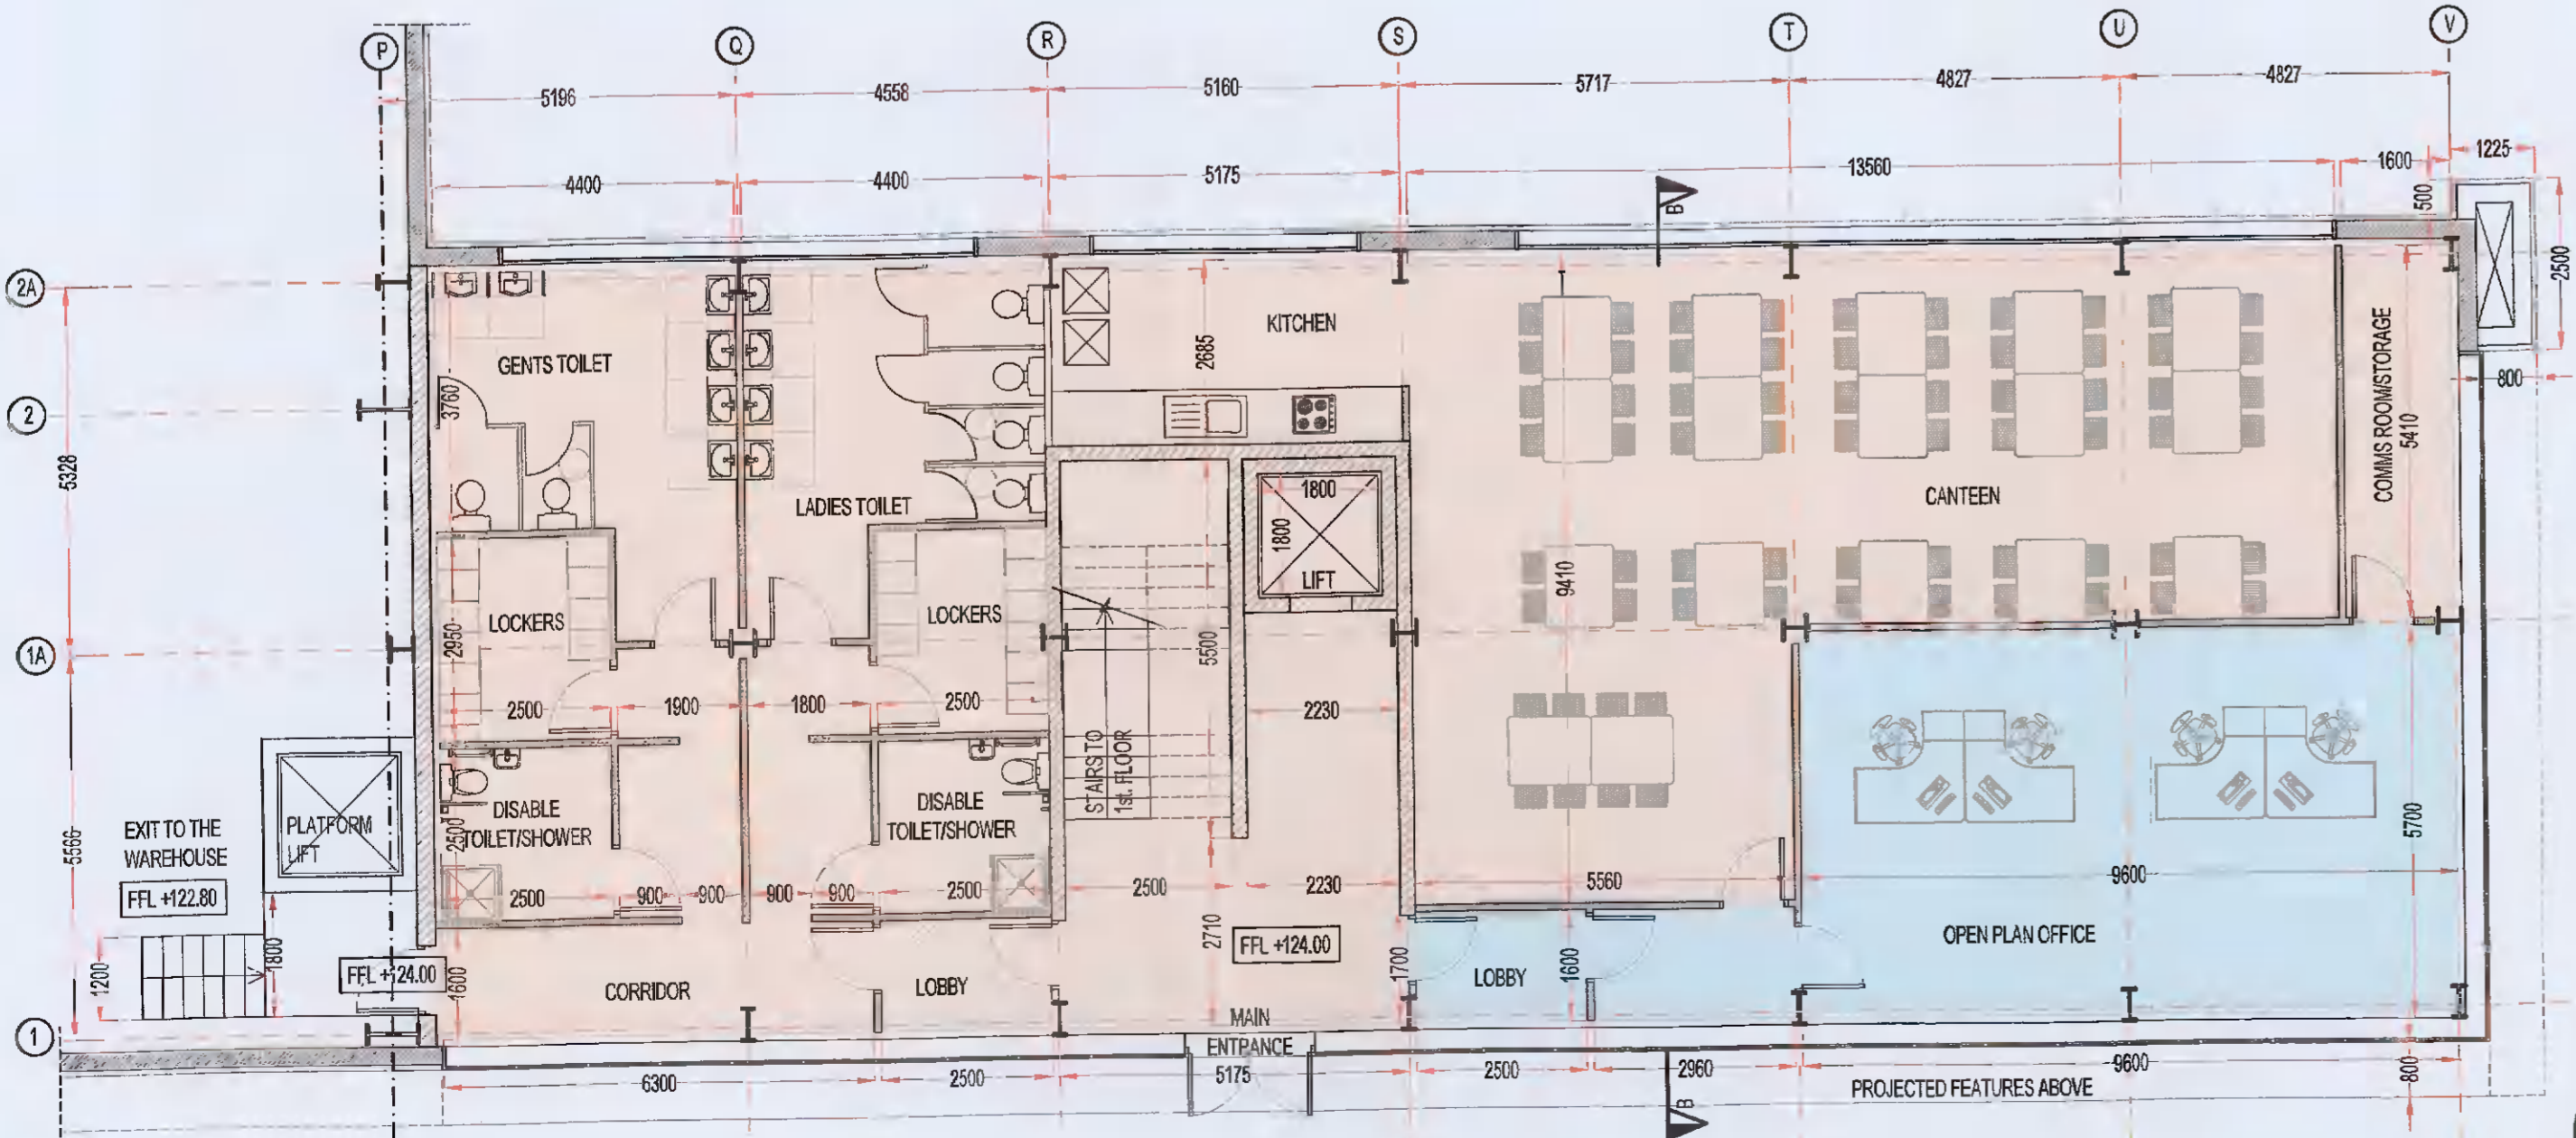 P
Q
R
S
T
U
V
5196
4558
5160
5717
4827
4827
4400
4400
5175
13560
1600
1225
500
2500
800
B
2A
2
1A
1
5328
5566
GENTS TOILET
3760
LADIES TOILET
KITCHEN
2685
CANTEEN
COMMS ROOM/STORAGE
5410
LOCKERS
2950
LOCKERS
1800
1800
LIFT
9410
5500
2500
1900
1800
2500
2230
STAIRS TO
1st. FLOOR
DISABLE
TOILET/SHOWER
2500
DISABLE
TOILET/SHOWER
EXIT TO THE
WAREHOUSE
FFL +122.80
PLATFORM
LIFT
2500
900
900
900
900
2500
2500
2230
5560
9600
5700
1200
1800
FFL +124.00
1600
CORRIDOR
LOBBY
2710
FFL +124.00
1700
LOBBY
1600
OPEN PLAN OFFICE
MAIN
ENTRANCE
6300
2500
5175
2500
2960
9600
800
B
PROJECTED FEATURES ABOVE